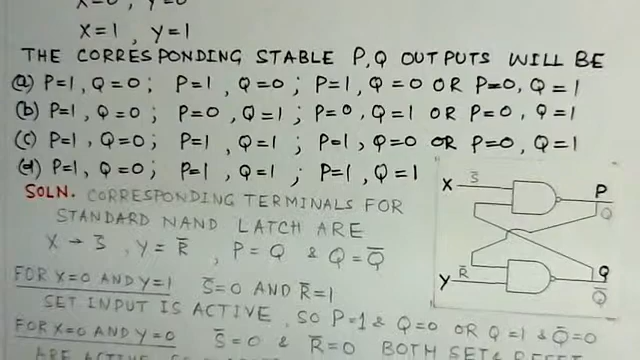 X=0, Y=0
X=1, Y=1
THE CORRESPONDING STABLE P,Q OUTPUTS WILL BE
(a) P=1, Q=0; P=1, Q=0; P=1, Q=0 OR P=0, Q=1
(b) P=1, Q=0; P=0, Q=1; P=0, Q=1 OR P=0, Q=1
(c) P=1, Q=0; P=1, Q=1; P=1, Q=0 OR P=0, Q=1
(d) P=1, Q=0; P=1, Q=1; P=1, Q=1
SOLN. CORRESPONDING TERMINALS FOR
STANDARD NAND LATCH ARE
X → S̅, Y = R̅, P = Q & Q = Q̅
FOR X=0 AND Y=1 S̅=0 AND R̅=1
SET INPUT IS ACTIVE, SO P=1 & Q=0 OR Q=1 & Q̅=0
FOR X=0 AND Y=0 S̅=0 & R̅=0 BOTH SET &
X S̅ P
Q
Y R̅ Q
Q̅